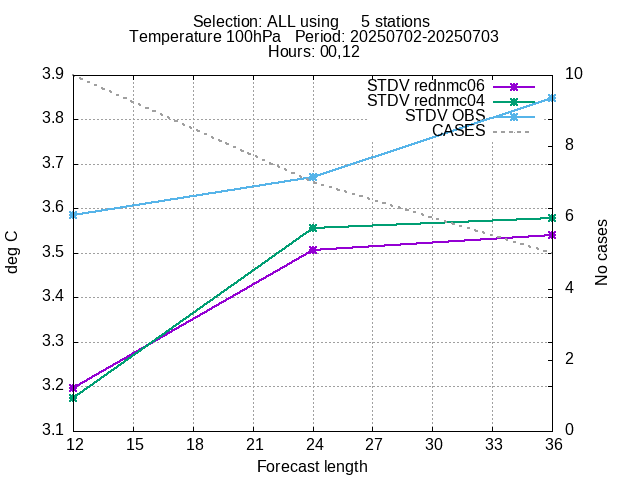 Selection: ALL using     5 stations
Temperature 100hPa   Period: 20250702-20250703
Hours: 00,12
STDV rednmc06
STDV rednmc04
STDV OBS
CASES
deg C
3.9
3.8
3.7
3.6
3.5
3.4
3.3
3.2
3.1
10
8
6
4
2
0
No cases
12 15 18 21 24 27 30 33 36
Forecast length